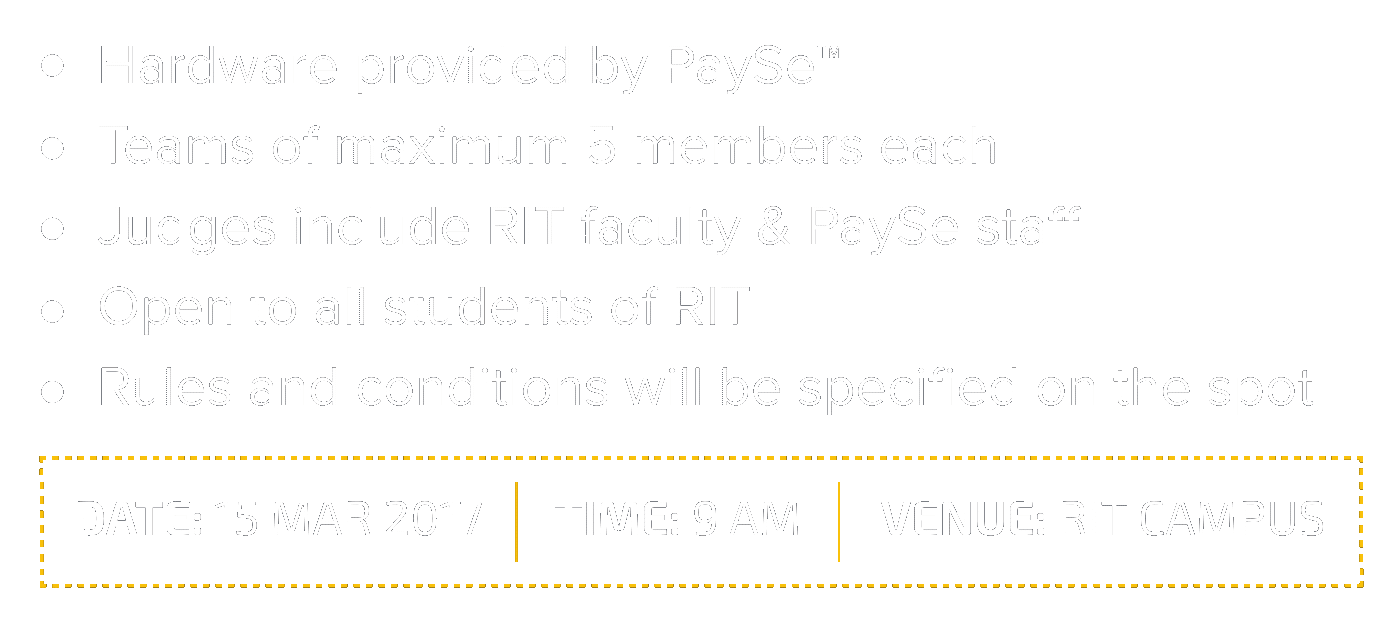 • Hardware provided by PaySe™
• Teams of maximum 5 members each
• Judges include RIT faculty & PaySe staff
• Open to all students of RIT
• Rules and conditions will be specified on the spot
DATE: 15 MAR 2017 | TIME: 9 AM | VENUE: RIT CAMPUS